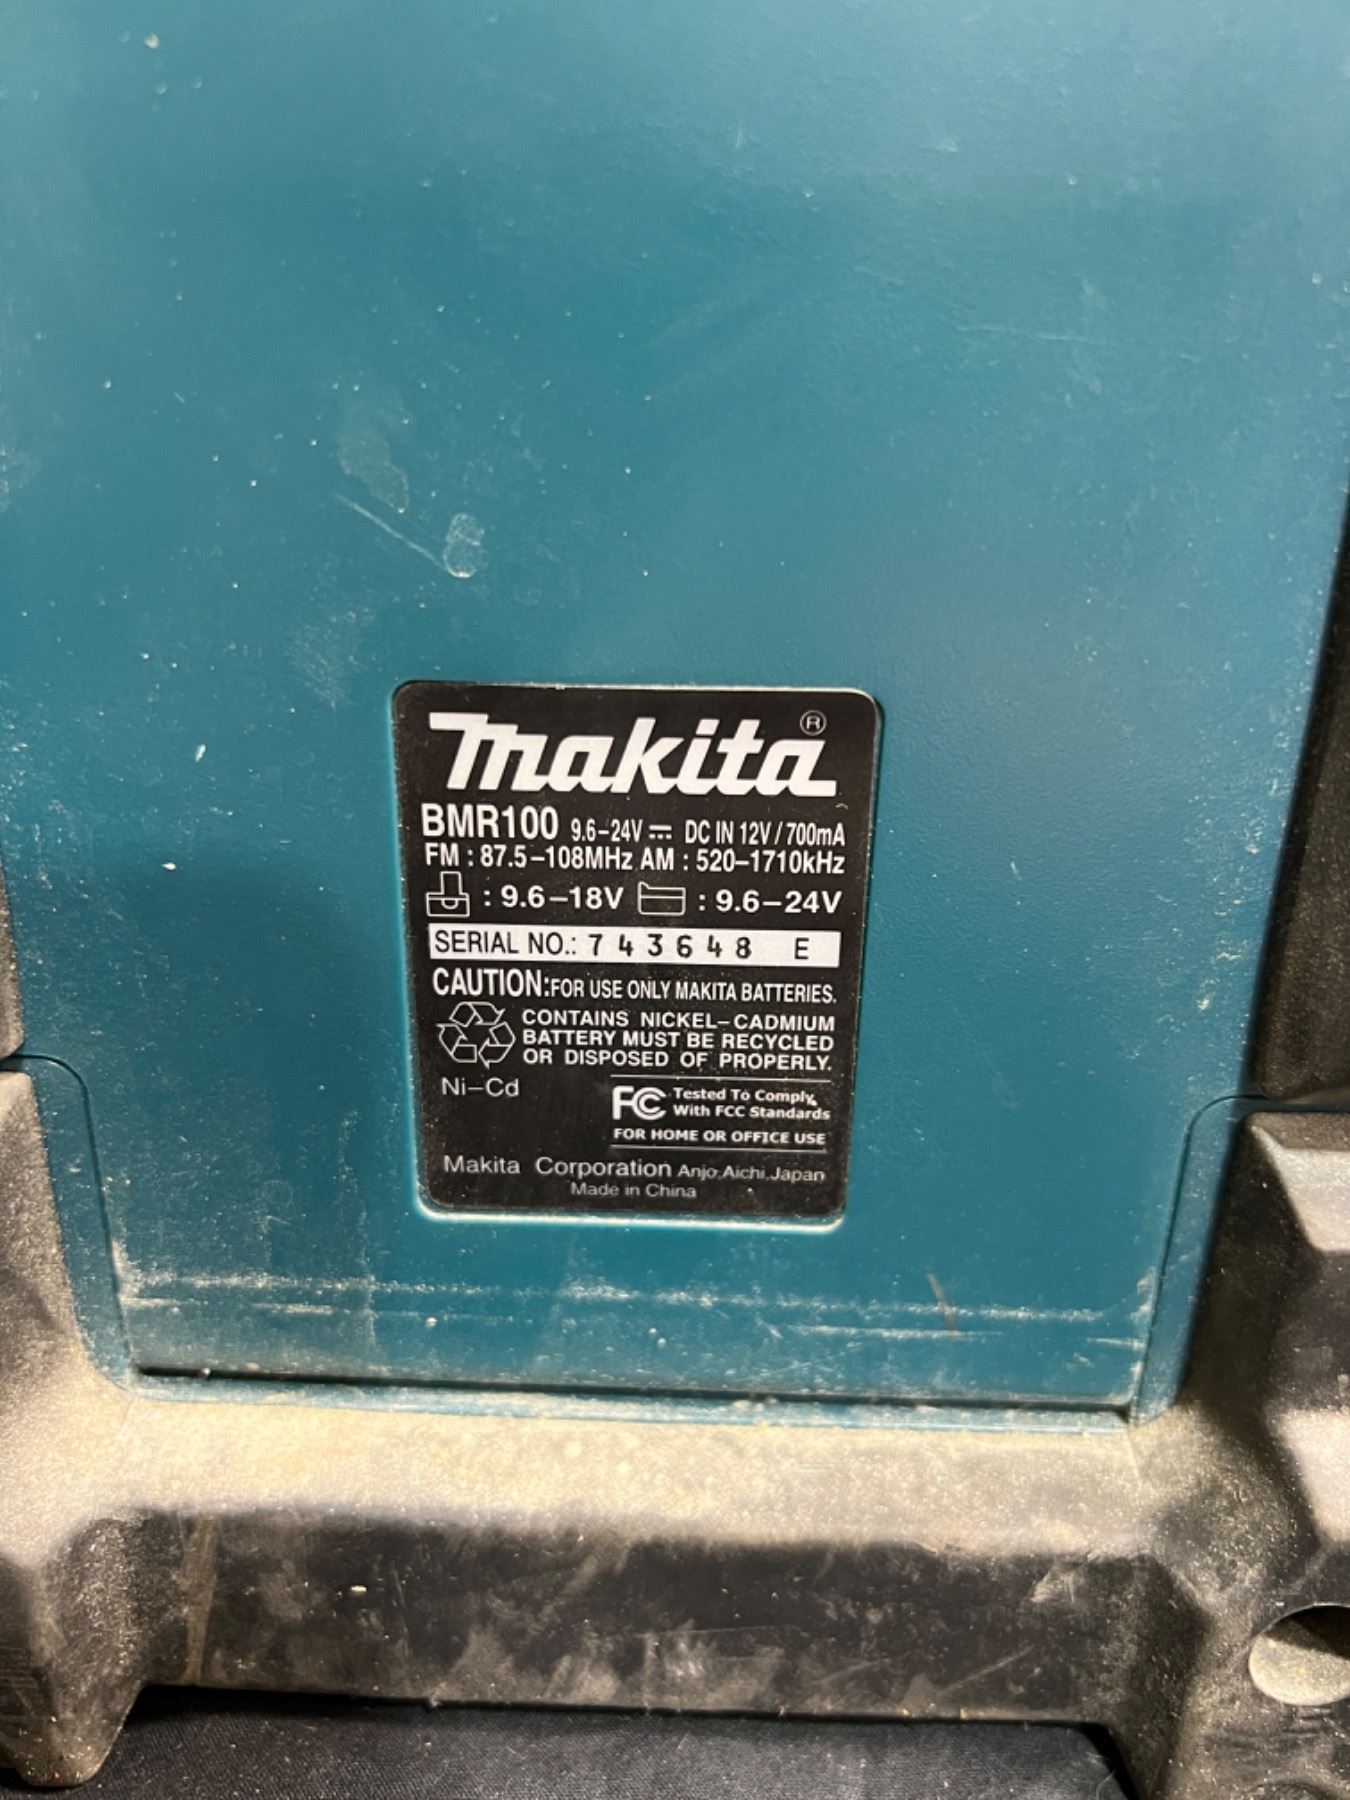 makita®
BMR100 9.6-24V⎓ DC IN 12V/700mA
FM : 87.5-108MHz AM : 520-1710kHz
: 9.6-18V : 9.6-24V
SERIAL NO.: 743648 E
CAUTION:FOR USE ONLY MAKITA BATTERIES.
CONTAINS NICKEL-CADMIUM
BATTERY MUST BE RECYCLED
OR DISPOSED OF PROPERLY.
Ni-Cd
FC Tested To Comply
With FCC Standards
FOR HOME OR OFFICE USE
Makita Corporation Anjo,Aichi,Japan
Made in China